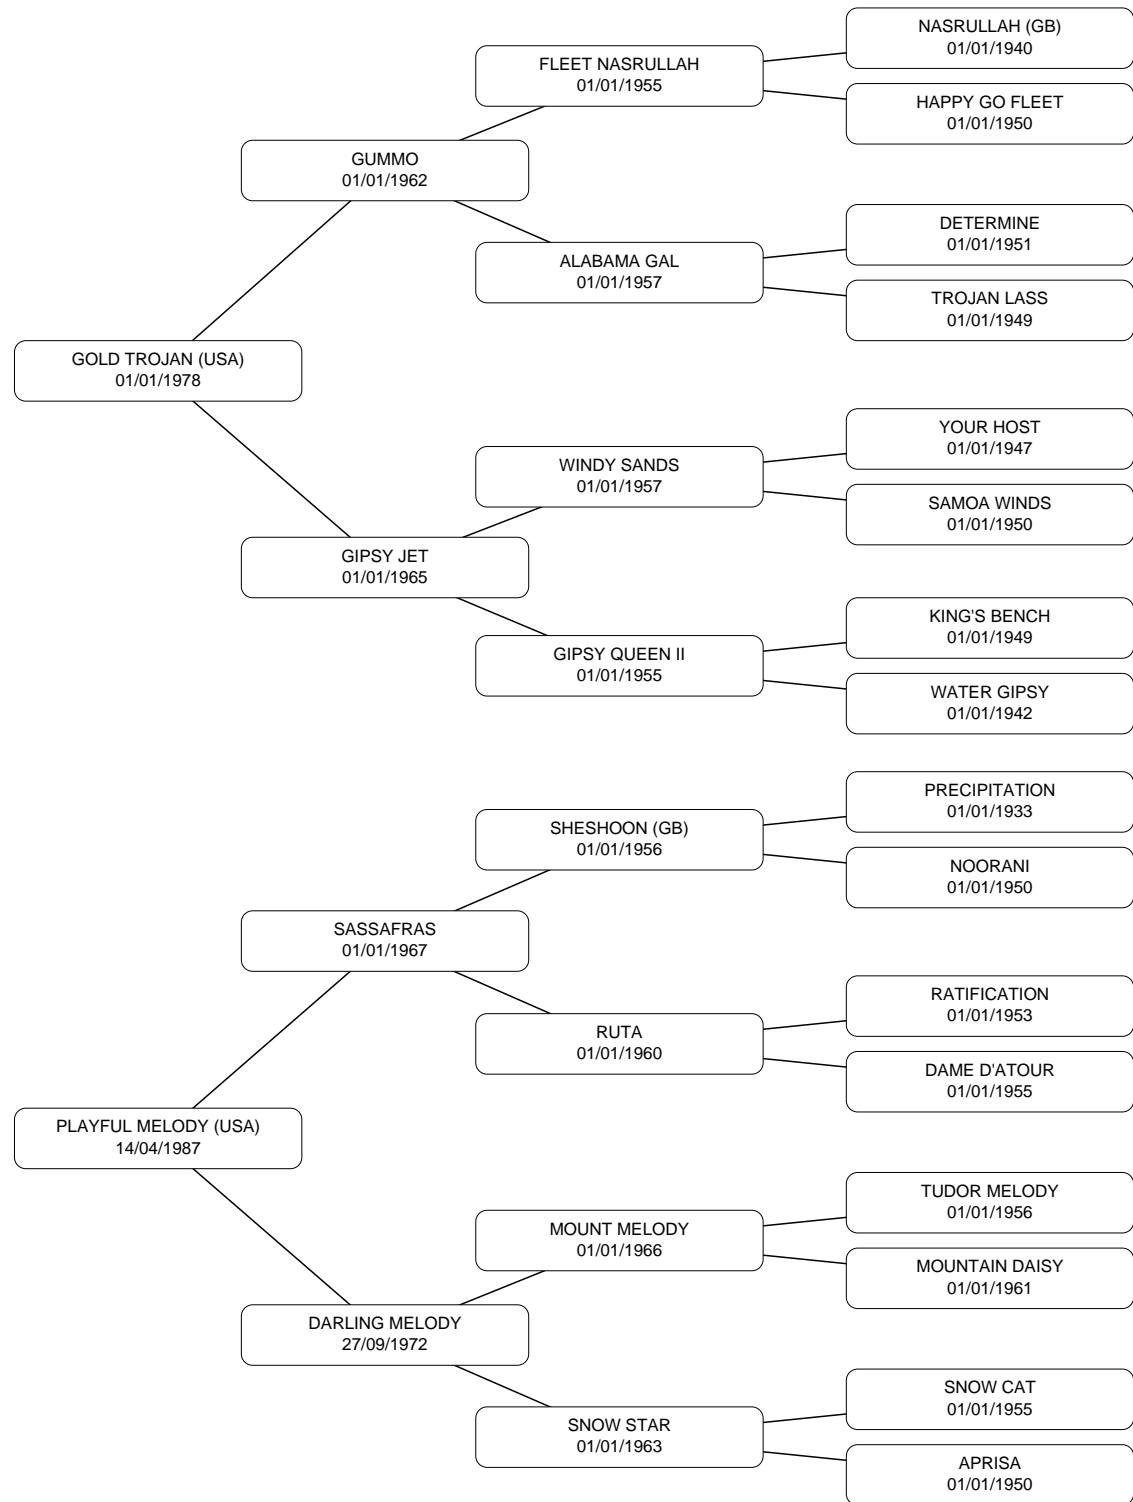 NASRULLAH (GB)
01/01/1940
FLEET NASRULLAH
01/01/1955
HAPPY GO FLEET
01/01/1950
GUMMO
01/01/1962
DETERMINE
01/01/1951
ALABAMA GAL
01/01/1957
TROJAN LASS
01/01/1949
GOLD TROJAN (USA)
01/01/1978
YOUR HOST
01/01/1947
WINDY SANDS
01/01/1957
SAMOA WINDS
01/01/1950
GIPSY JET
01/01/1965
KING'S BENCH
01/01/1949
GIPSY QUEEN II
01/01/1955
WATER GIPSY
01/01/1942
PRECIPITATION
01/01/1933
SHESHOON (GB)
01/01/1956
NOORANI
01/01/1950
SASSAFRAS
01/01/1967
RATIFICATION
01/01/1953
RUTA
01/01/1960
DAME D'ATOUR
01/01/1955
PLAYFUL MELODY (USA)
14/04/1987
TUDOR MELODY
01/01/1956
MOUNT MELODY
01/01/1966
MOUNTAIN DAISY
01/01/1961
DARLING MELODY
27/09/1972
SNOW CAT
01/01/1955
SNOW STAR
01/01/1963
APRISA
01/01/1950